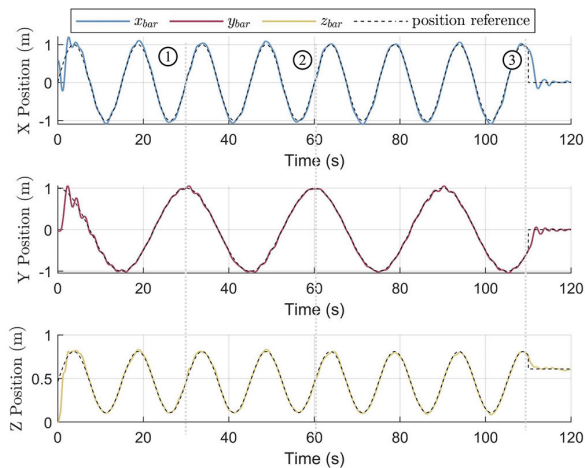 x_bar y_bar z_bar position reference
X Position (m)
1
0
-1
① ② ③
0 20 40 60 80 100 120
Time (s)
Y Position (m)
1
0
-1
0 20 40 60 80 100 120
Time (s)
Z Position (m)
1
0.5
0
0 20 40 60 80 100 120
Time (s)